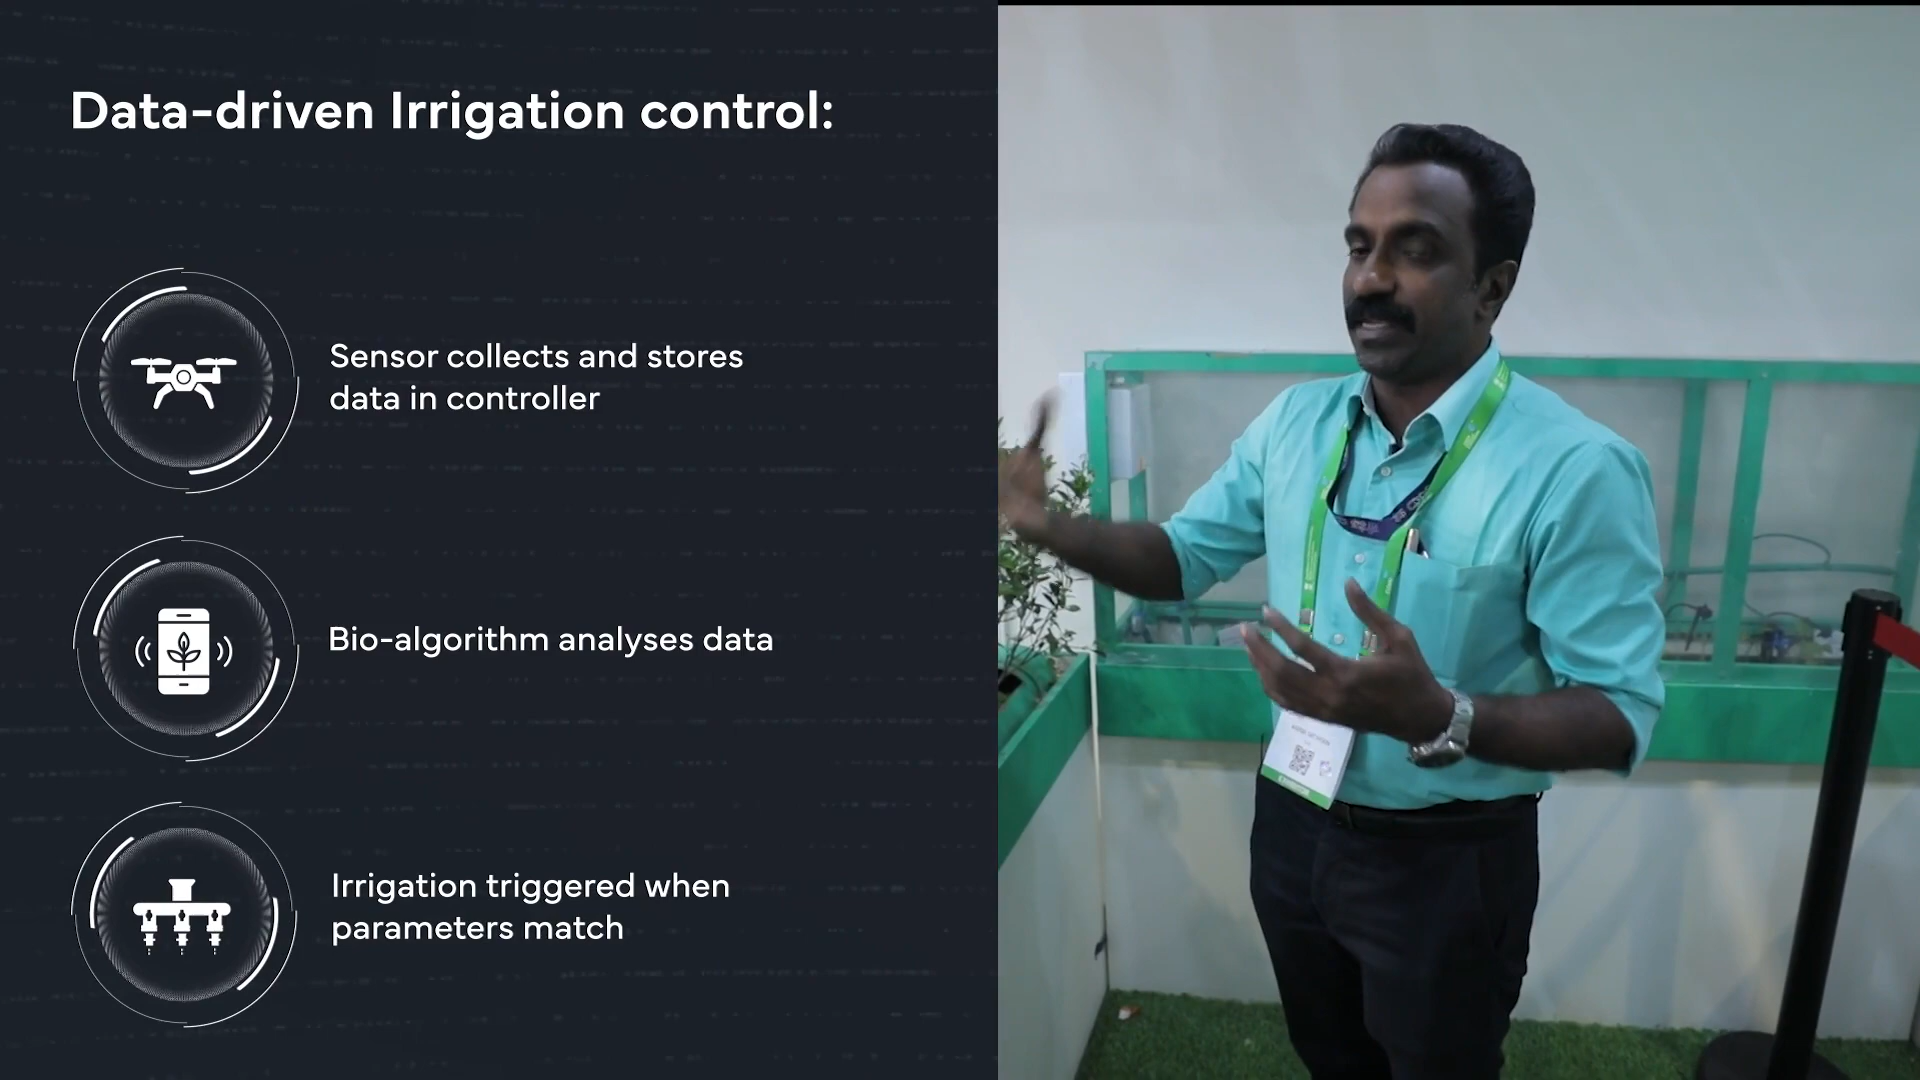 Data-driven Irrigation control:
Sensor collects and stores
data in controller
Bio-algorithm analyses data
Irrigation triggered when
parameters match